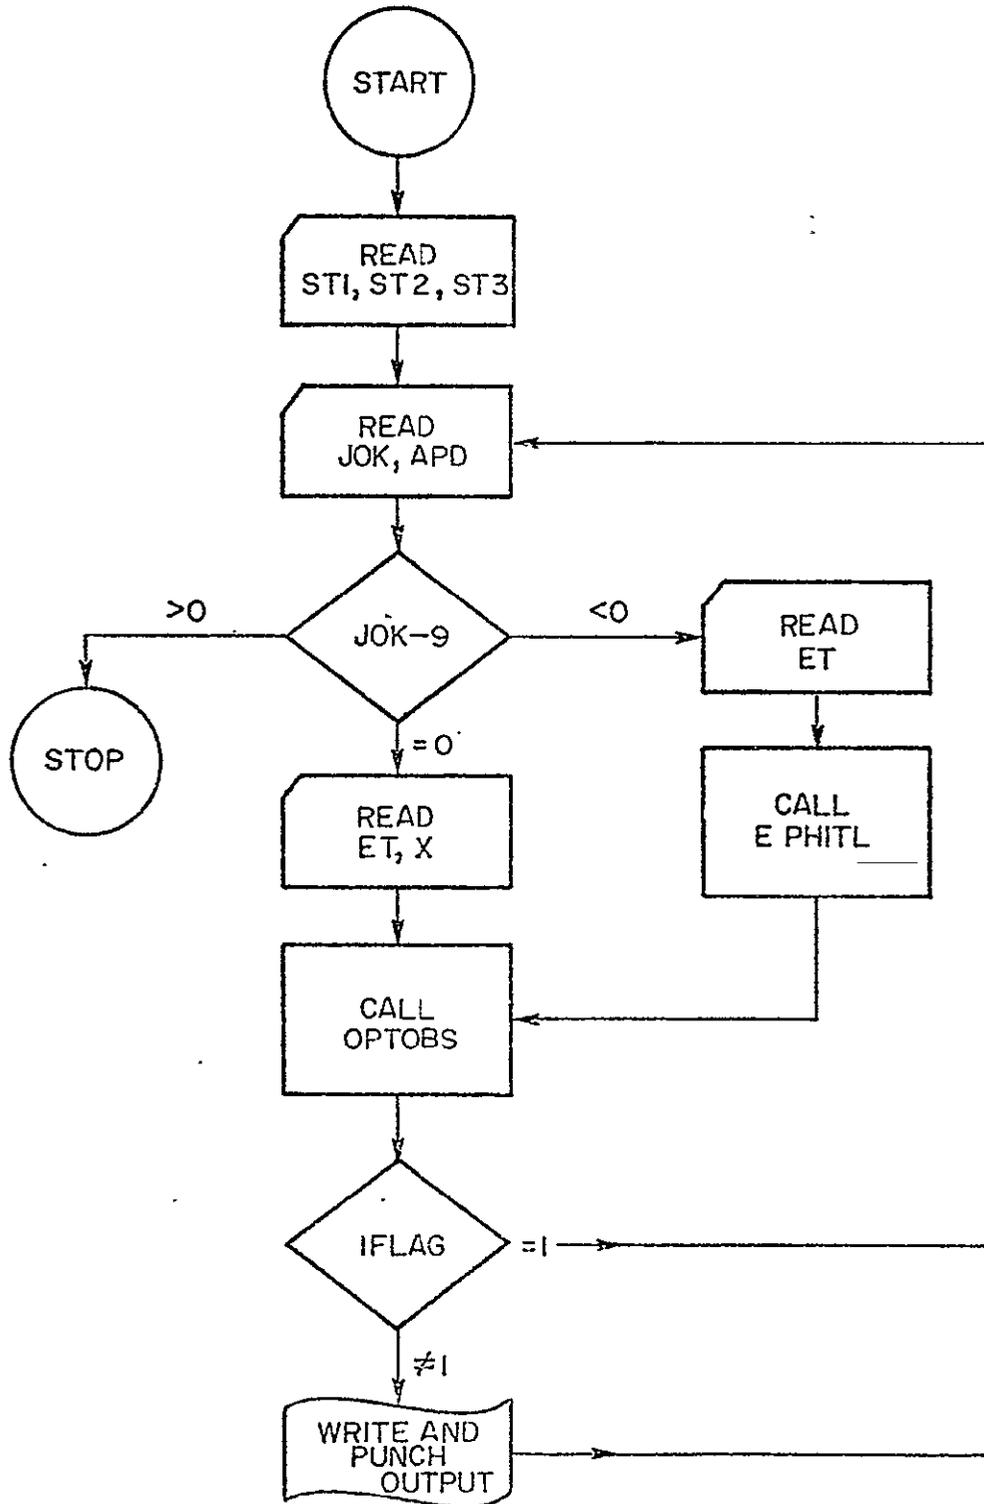 START
READ
ST1, ST2, ST3
READ
JOK, APD
>0
JOK-9
<0
READ
ET
STOP
=0
READ
ET, X
CALL
E PHITL
CALL
OPTOBS
IFLAG
=1
≠1
WRITE AND
PUNCH
OUTPUT